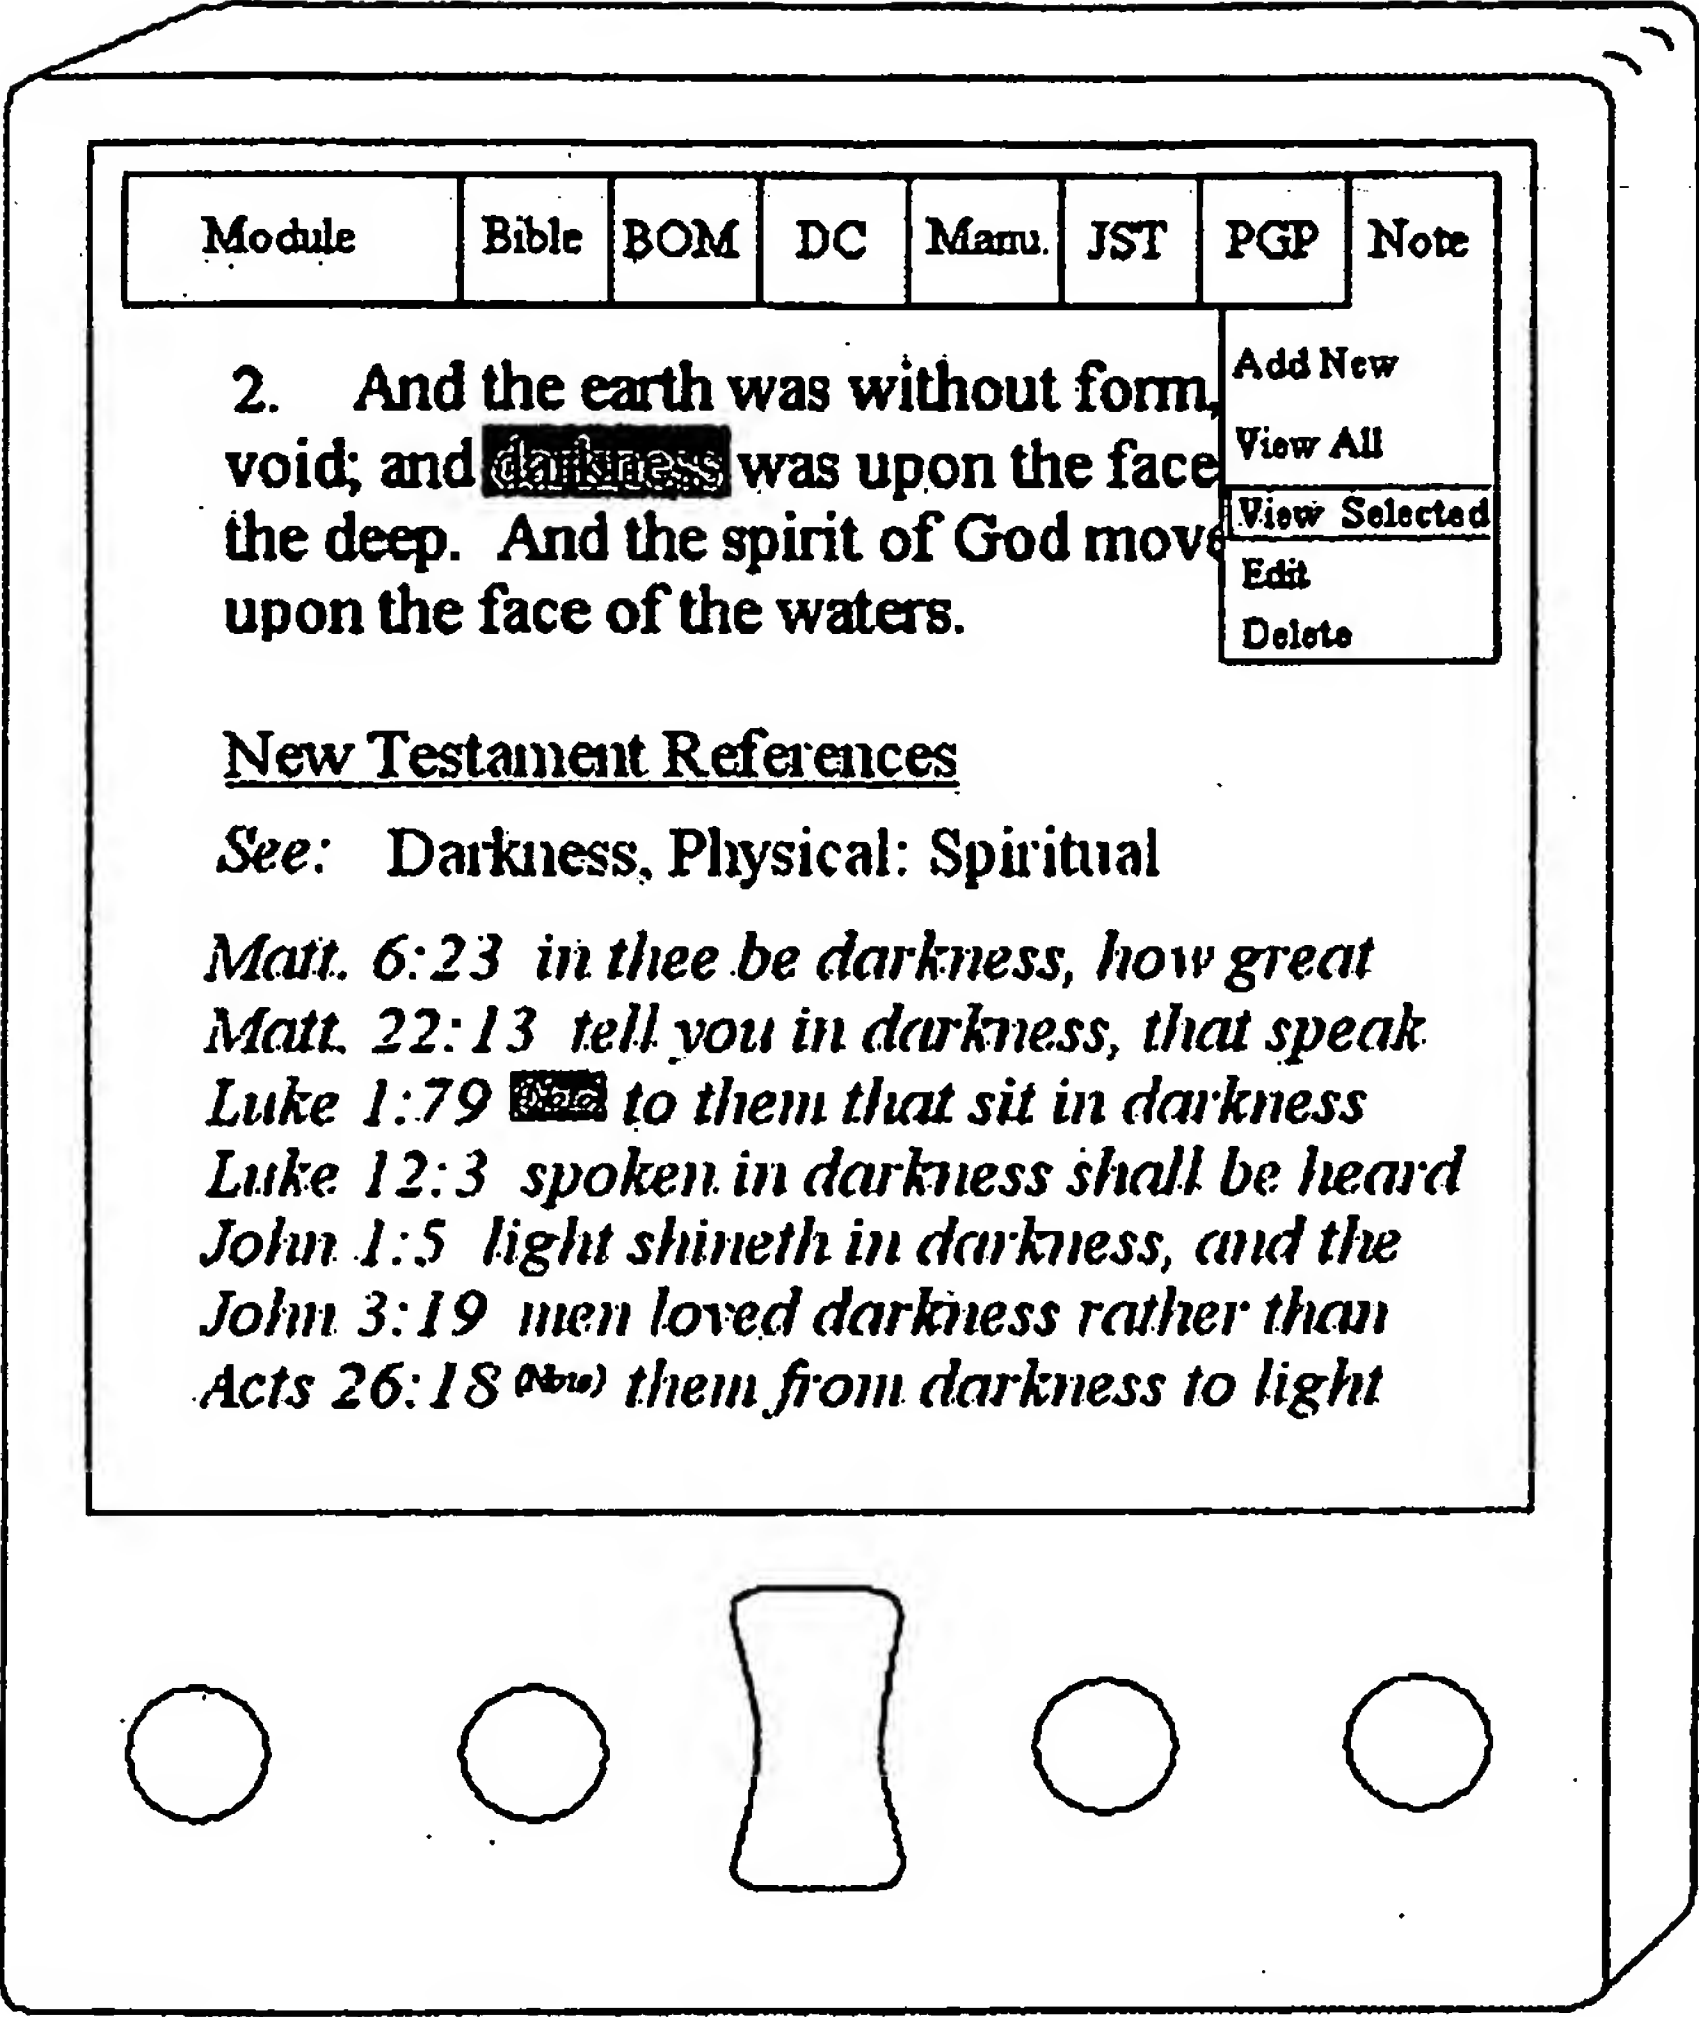 Module Bible BOM DC Manu. JST PGP Note
Add New
View All
View Selected
Edit
Delete
2. And the earth was without form,
void; and darkness was upon the face
the deep. And the spirit of God move
upon the face of the waters.
New Testament References
See: Darkness, Physical: Spiritual
Matt. 6:23 in thee be darkness, how great
Matt. 22:13 tell you in darkness, that speak
Luke 1:79 to them that sit in darkness
Luke 12:3 spoken in darkness shall be heard
John 1:5 light shineth in darkness, and the
John 3:19 men loved darkness rather than
Acts 26:18 (Note) them from darkness to light